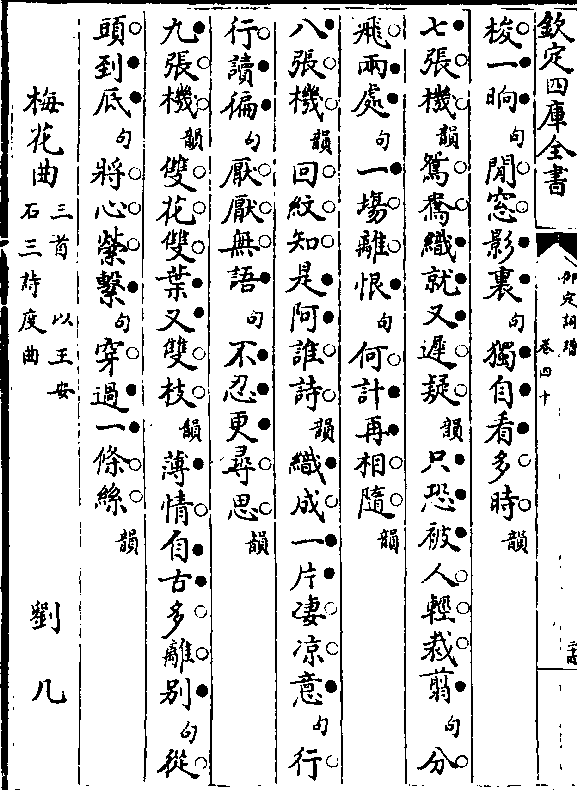 欽定四庫全書
御定詞譜 卷四十
梭一晌句閒窓影裏句獨自看多時韻
七張機韻鴛鴦織就又遲疑韻只恐被人輕裁翦句分
飛兩處句一塲離恨句何計再相隨韻
八張機韻回紋知是阿誰詩韻織成一片凄凉意句行
行讀徧句厭厭無語句不忍更尋思韻
九張機韻雙花雙葉又雙枝韻薄情自古多離别句從
頭到底句將心縈繫句穿過一條絲韻
梅花曲三首以王安石三詩度曲 劉几